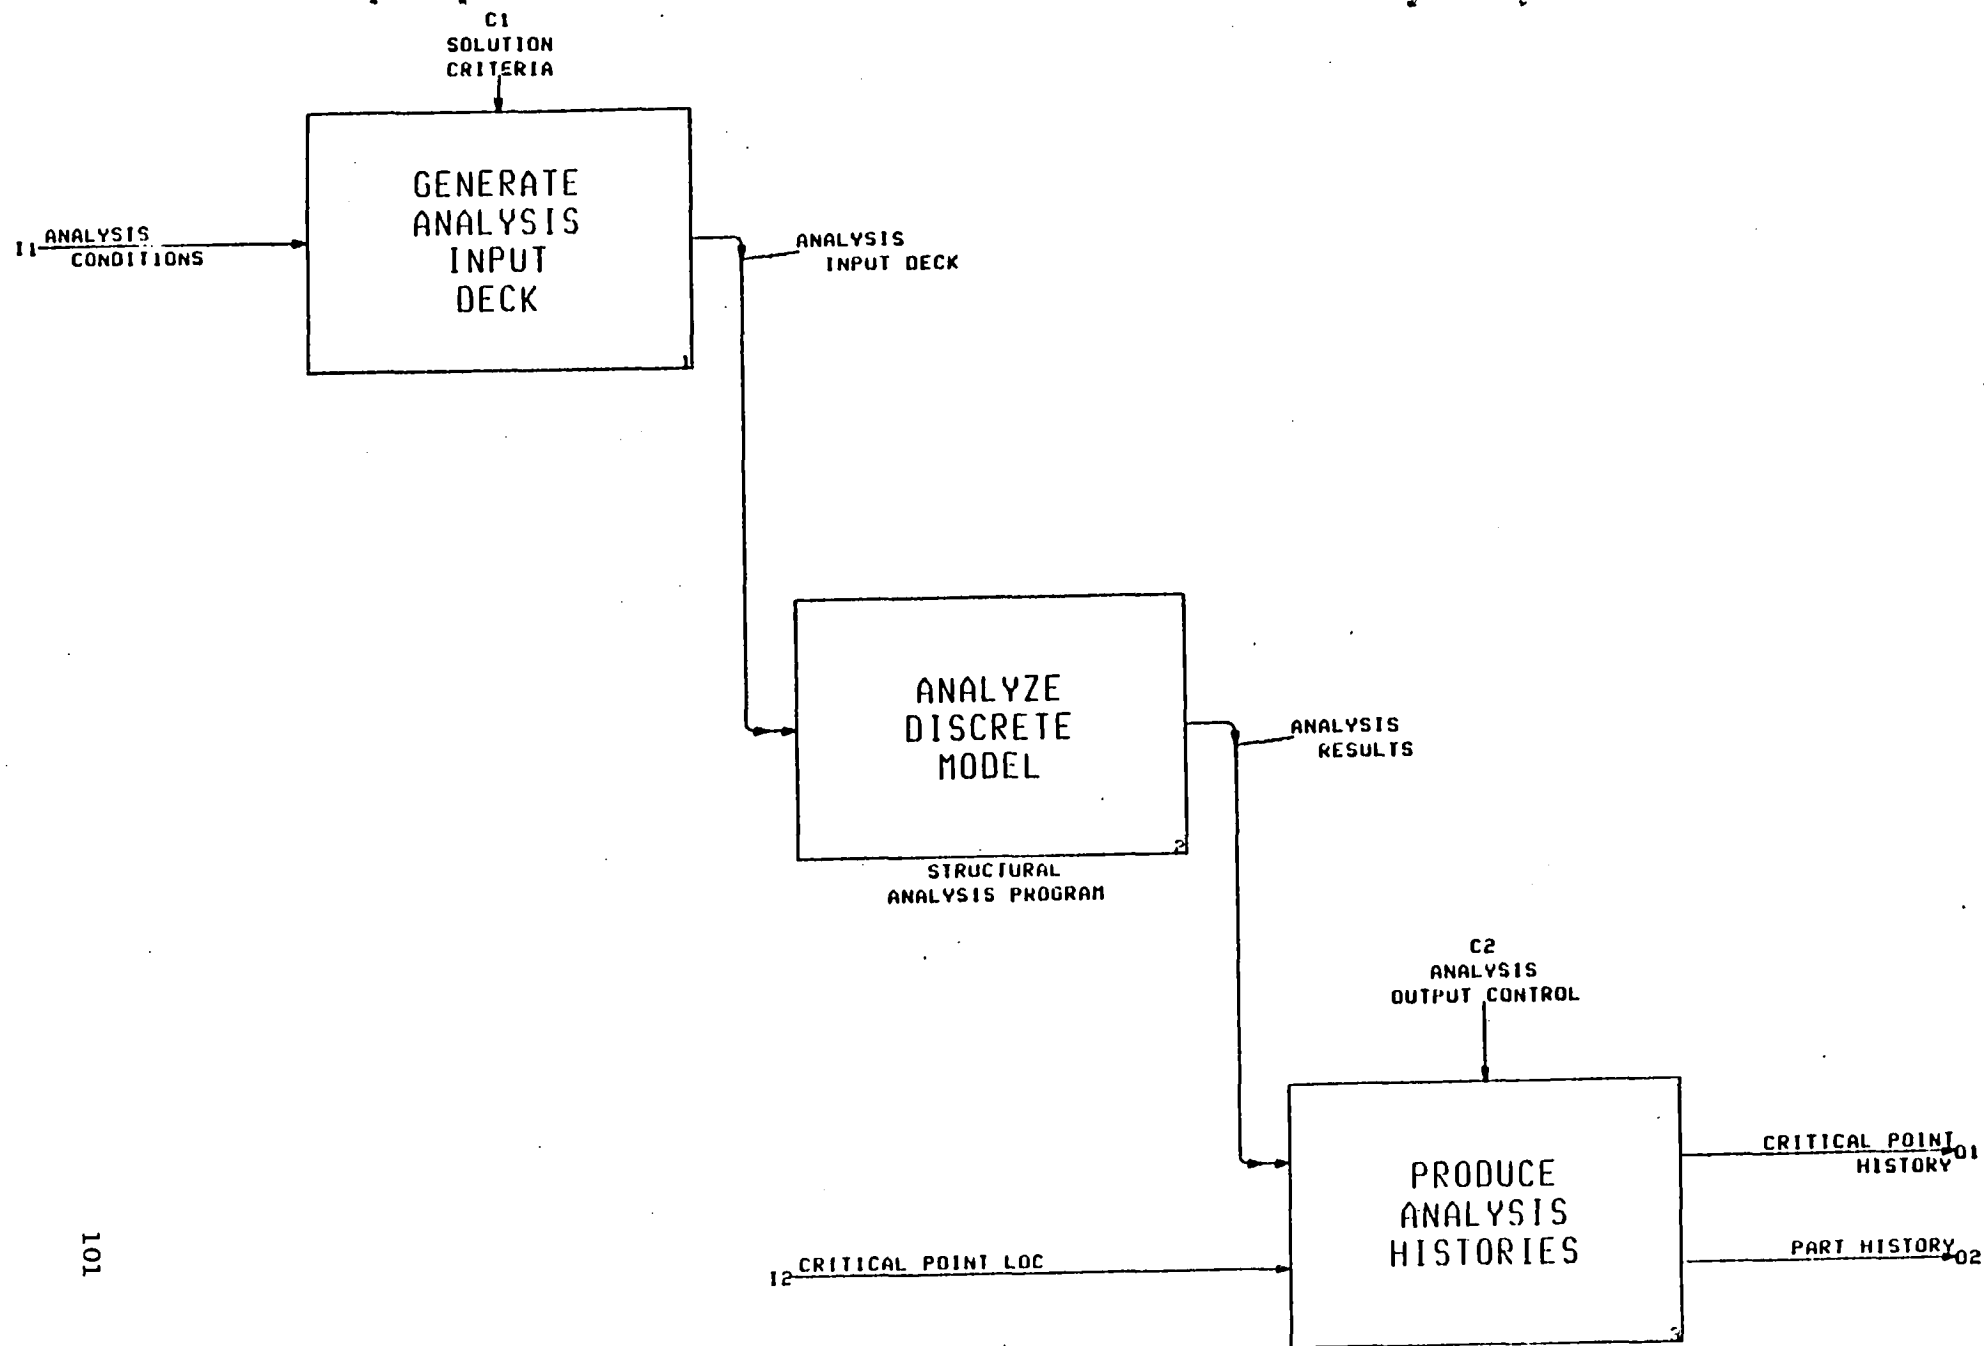 C1
SOLUTION
CRITERIA
GENERATE
ANALYSIS
INPUT
DECK
1
I1 ANALYSIS
CONDITIONS
ANALYSIS
INPUT DECK
ANALYZE
DISCRETE
MODEL
2
STRUCTURAL
ANALYSIS PROGRAM
ANALYSIS
RESULTS
C2
ANALYSIS
OUTPUT CONTROL
PRODUCE
ANALYSIS
HISTORIES
3
I2 CRITICAL POINT LOC
CRITICAL POINT O1
HISTORY
PART HISTORY O2
101